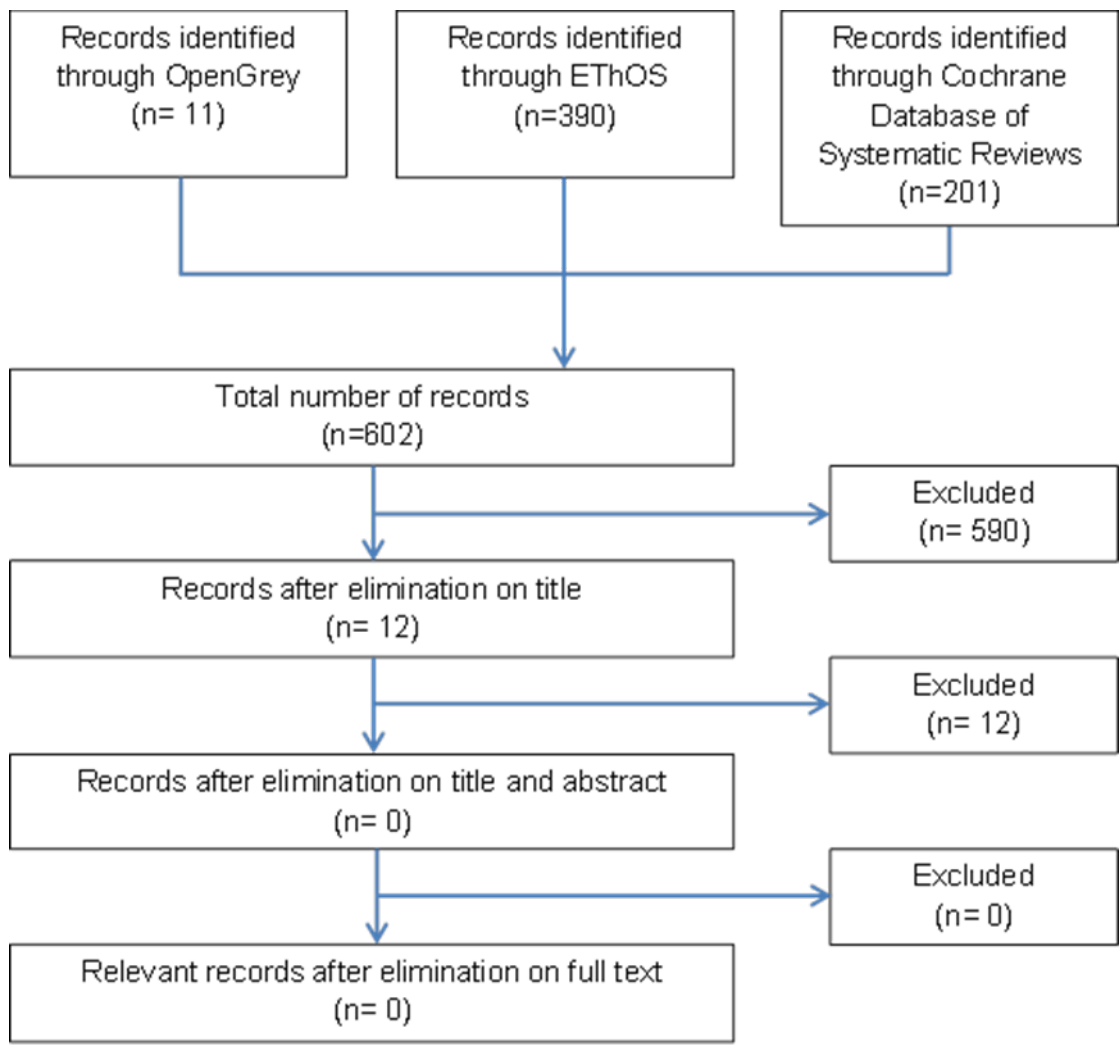 Records identified
through OpenGrey
(n= 11)
Records identified
through EThOS
(n=390)
Records identified
through Cochrane
Database of
Systematic Reviews
(n=201)
Total number of records
(n=602)
Excluded
(n= 590)
Records after elimination on title
(n= 12)
Excluded
(n= 12)
Records after elimination on title and abstract
(n= 0)
Excluded
(n= 0)
Relevant records after elimination on full text
(n= 0)